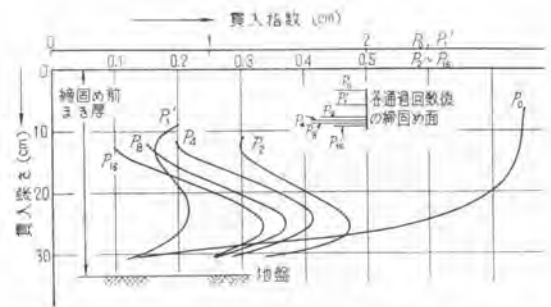 貫入指数 (cm)
0 1 2 P₀, P₁'
0.1 0.2 0.3 0.4 0.5 P₂~P₁₆
0
締固め前
まき厚
10
20
30
貫入深さ (cm)
P₁₆ P₈ P₁' P₄ P₂ P₀
P₀
P₁'
P₂
P₄
P₈
P₁₆
各通過回数後
の締固め面
地盤